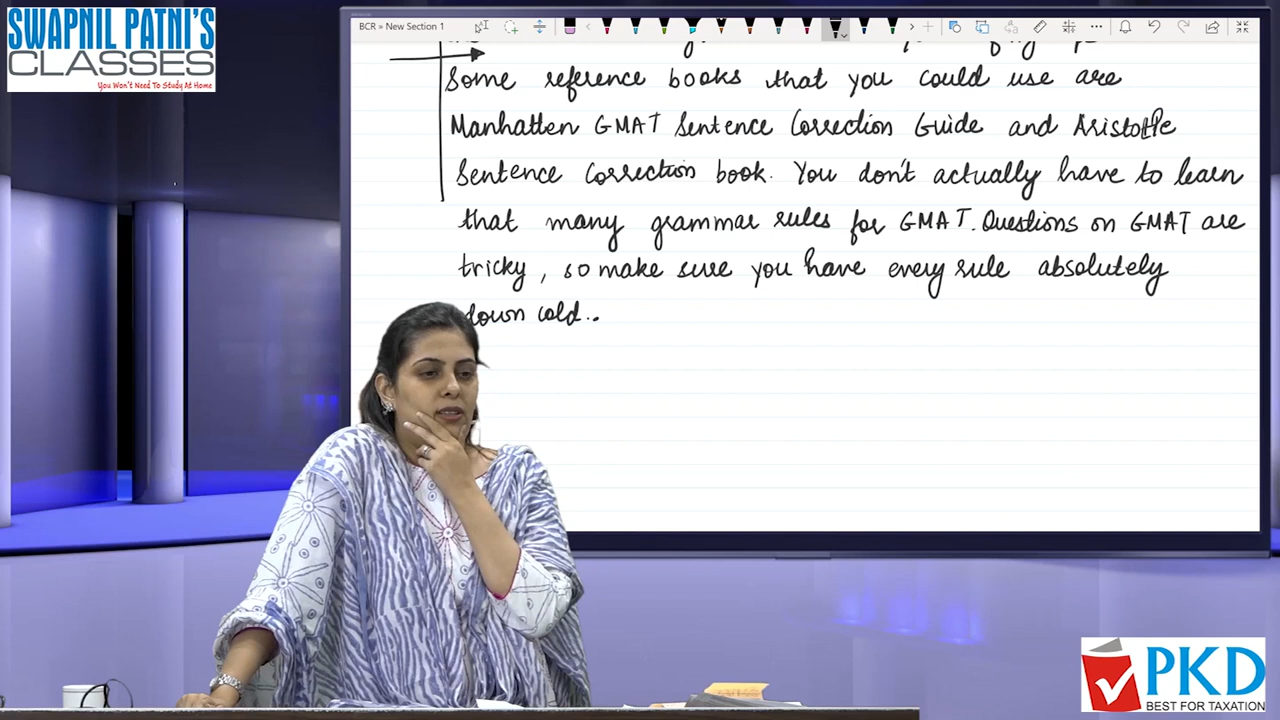 SWAPNIL PATNI'S
CLASSES
You Won't Need To Study At Home
BCR » New Section 1
Some reference books that you could use are
Manhatten GMAT Sentence Correction Guide and Aristotle
Sentence Correction book. You don't actually have to learn
that many grammar rules for GMAT. Questions on GMAT are
tricky, so make sure you have every rule absolutely
down cold..
PKD
BEST FOR TAXATION